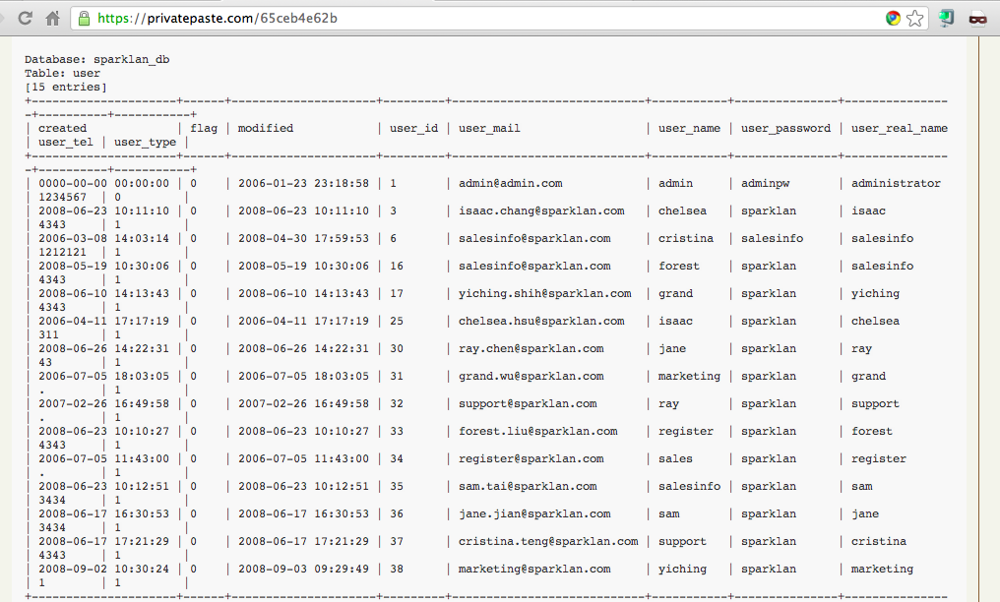 https://privatepaste.com/65ceb4e62b
Database: sparklan_db
Table: user
[15 entries]
+---------------------+------+---------------------+---------+-----------------------------+-----------+---------------+---------------
-+----------+-----------+
| created | flag | modified | user_id | user_mail | user_name | user_password | user_real_name
| user_tel | user_type |
+---------------------+------+---------------------+---------+-----------------------------+-----------+---------------+---------------
-+----------+-----------+
| 0000-00-00 00:00:00 | 0 | 2006-01-23 23:18:58 | 1 | admin@admin.com | admin | adminpw | administrator
| 1234567 | 0 |
| 2008-06-23 10:11:10 | 0 | 2008-06-23 10:11:10 | 3 | isaac.chang@sparklan.com | chelsea | sparklan | isaac
| 4343 | 1 |
| 2006-03-08 14:03:14 | 0 | 2008-04-30 17:59:53 | 6 | salesinfo@sparklan.com | cristina | salesinfo | salesinfo
| 1212121 | 1 |
| 2008-05-19 10:30:06 | 0 | 2008-05-19 10:30:06 | 16 | salesinfo@sparklan.com | forest | sparklan | salesinfo
| 4343 | 1 |
| 2008-06-10 14:13:43 | 0 | 2008-06-10 14:13:43 | 17 | yiching.shih@sparklan.com | grand | sparklan | yiching
| 4343 | 1 |
| 2006-04-11 17:17:19 | 0 | 2006-04-11 17:17:19 | 25 | chelsea.hsu@sparklan.com | isaac | sparklan | chelsea
| 311 | 1 |
| 2008-06-26 14:22:31 | 0 | 2008-06-26 14:22:31 | 30 | ray.chen@sparklan.com | jane | sparklan | ray
| 43 | 1 |
| 2006-07-05 18:03:05 | 0 | 2006-07-05 18:03:05 | 31 | grand.wu@sparklan.com | marketing | sparklan | grand
| . | 1 |
| 2007-02-26 16:49:58 | 0 | 2007-02-26 16:49:58 | 32 | support@sparklan.com | ray | sparklan | support
| . | 1 |
| 2008-06-23 10:10:27 | 0 | 2008-06-23 10:10:27 | 33 | forest.liu@sparklan.com | register | sparklan | forest
| 4343 | 1 |
| 2006-07-05 11:43:00 | 0 | 2006-07-05 11:43:00 | 34 | register@sparklan.com | sales | sparklan | register
| . | 1 |
| 2008-06-23 10:12:51 | 0 | 2008-06-23 10:12:51 | 35 | sam.tai@sparklan.com | salesinfo | sparklan | sam
| 3434 | 1 |
| 2008-06-17 16:30:53 | 0 | 2008-06-17 16:30:53 | 36 | jane.jian@sparklan.com | sam | sparklan | jane
| 3434 | 1 |
| 2008-06-17 17:21:29 | 0 | 2008-06-17 17:21:29 | 37 | cristina.teng@sparklan.com | support | sparklan | cristina
| 4343 | 1 |
| 2008-09-02 10:30:24 | 0 | 2008-09-03 09:29:49 | 38 | marketing@sparklan.com | yiching | sparklan | marketing
| 1 | 1 |
+---------------------+------+---------------------+---------+-----------------------------+-----------+---------------+---------------